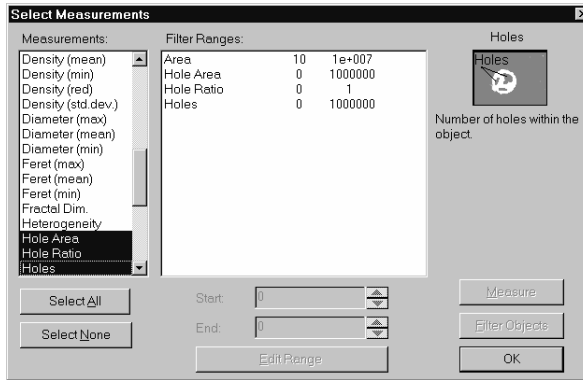 Select Measurements
Measurements:
Density (mean)
Density (min)
Density (red)
Density (std.dev.)
Diameter (max)
Diameter (mean)
Diameter (min)
Feret (max)
Feret (mean)
Feret (min)
Fractal Dim.
Heterogeneity
Hole Area
Hole Ratio
Holes
Select All
Select None
Filter Ranges:
Area 10 1e+007
Hole Area 0 1000000
Hole Ratio 0 1
Holes 0 1000000
Start: 0
End: 0
Edit Range
Holes
Holes
Number of holes within the
object.
Measure
Filter Objects
OK